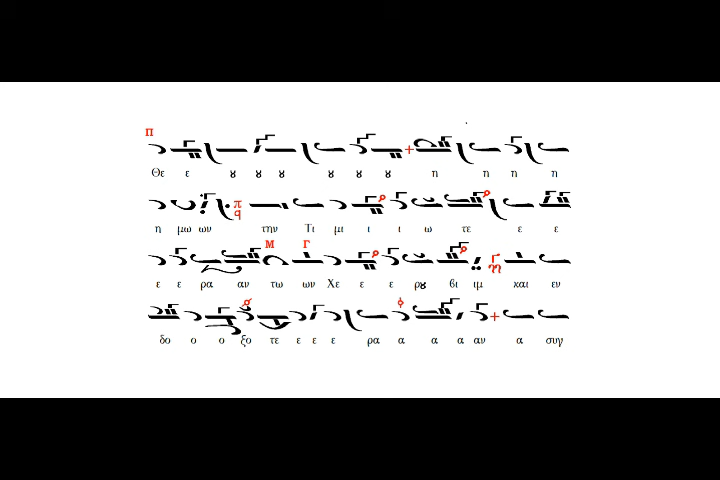 Π
Θε ε ȣ ȣ ȣ ȣ ȣ ȣ η η η η
η μω ων π q την Τι μι ι ι ω τε ε ε
Μ Γ
ε ε ρα αν τω ων Χε ε ε ρȣ βι ιμ και εν
δο ο ο ξο τε ε ε ε ρα α α α αν α συγ